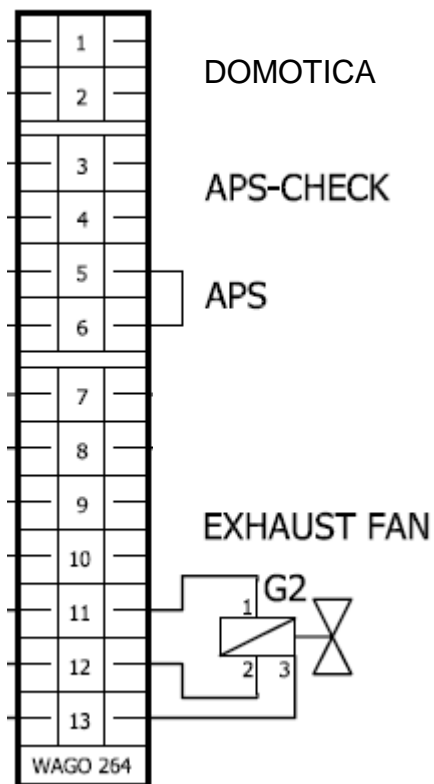 1
DOMOTICA
2
3
APS-CHECK
4
5
APS
6
7
8
9
EXHAUST FAN
10
G2
11
1
12
2 3
13
WAGO 264